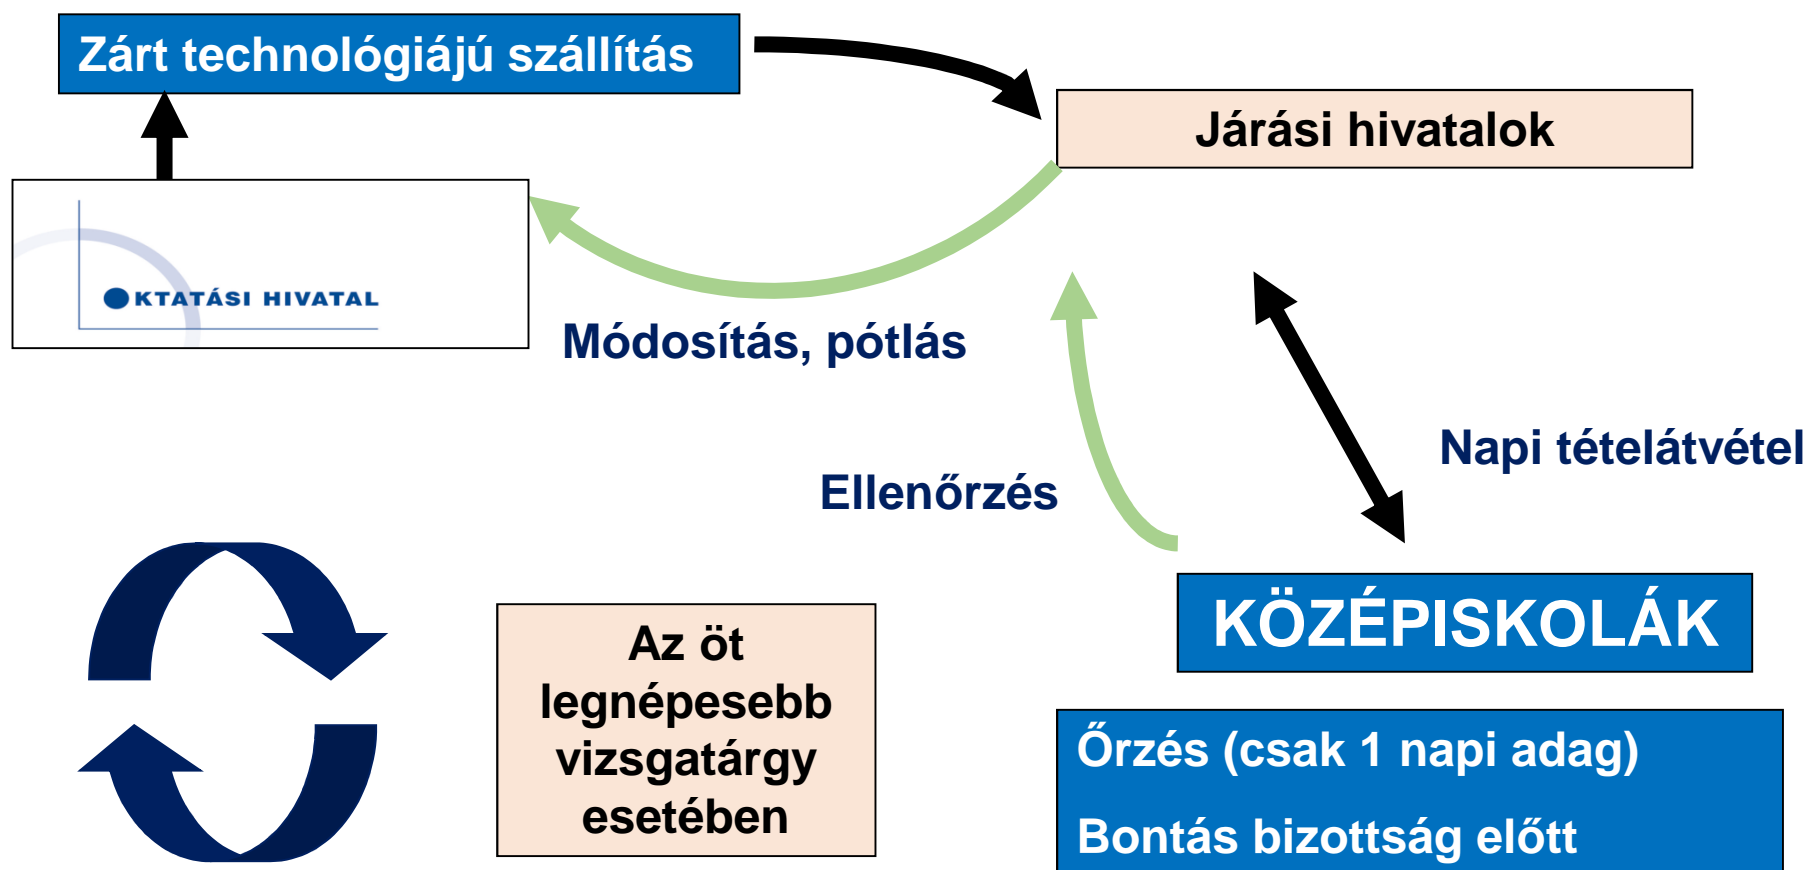 Zárt technológiájú szállítás
Járási hivatalok
OKTATÁSI HIVATAL
Módosítás, pótlás
Napi tételátvétel
Ellenőrzés
KÖZÉPISKOLÁK
Az öt
legnépesebb
vizsgatárgy
esetében
Őrzés (csak 1 napi adag)
Bontás bizottság előtt